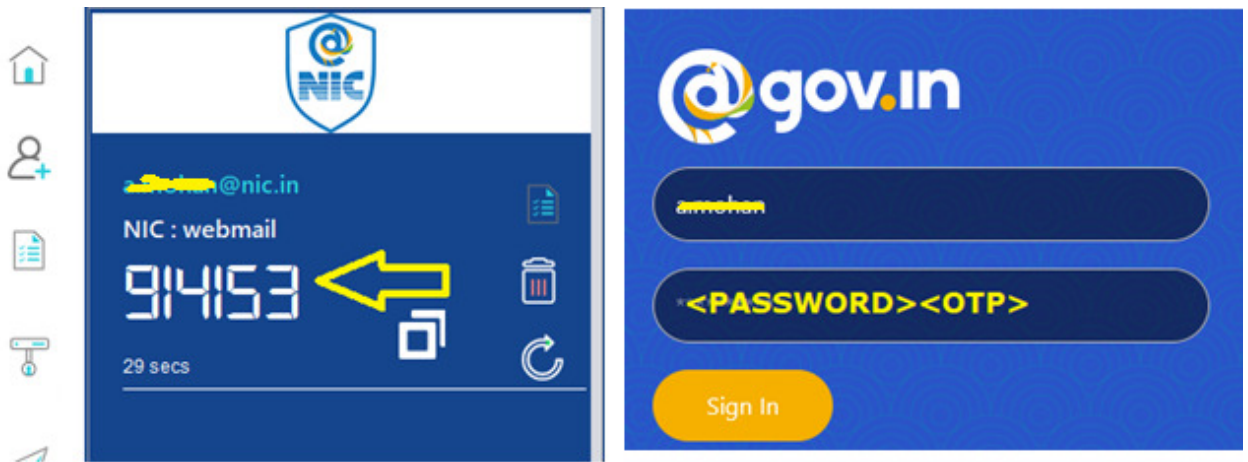 NIC
@nic.in
NIC : webmail
914153
29 secs
@gov.in
<PASSWORD><OTP>
Sign In